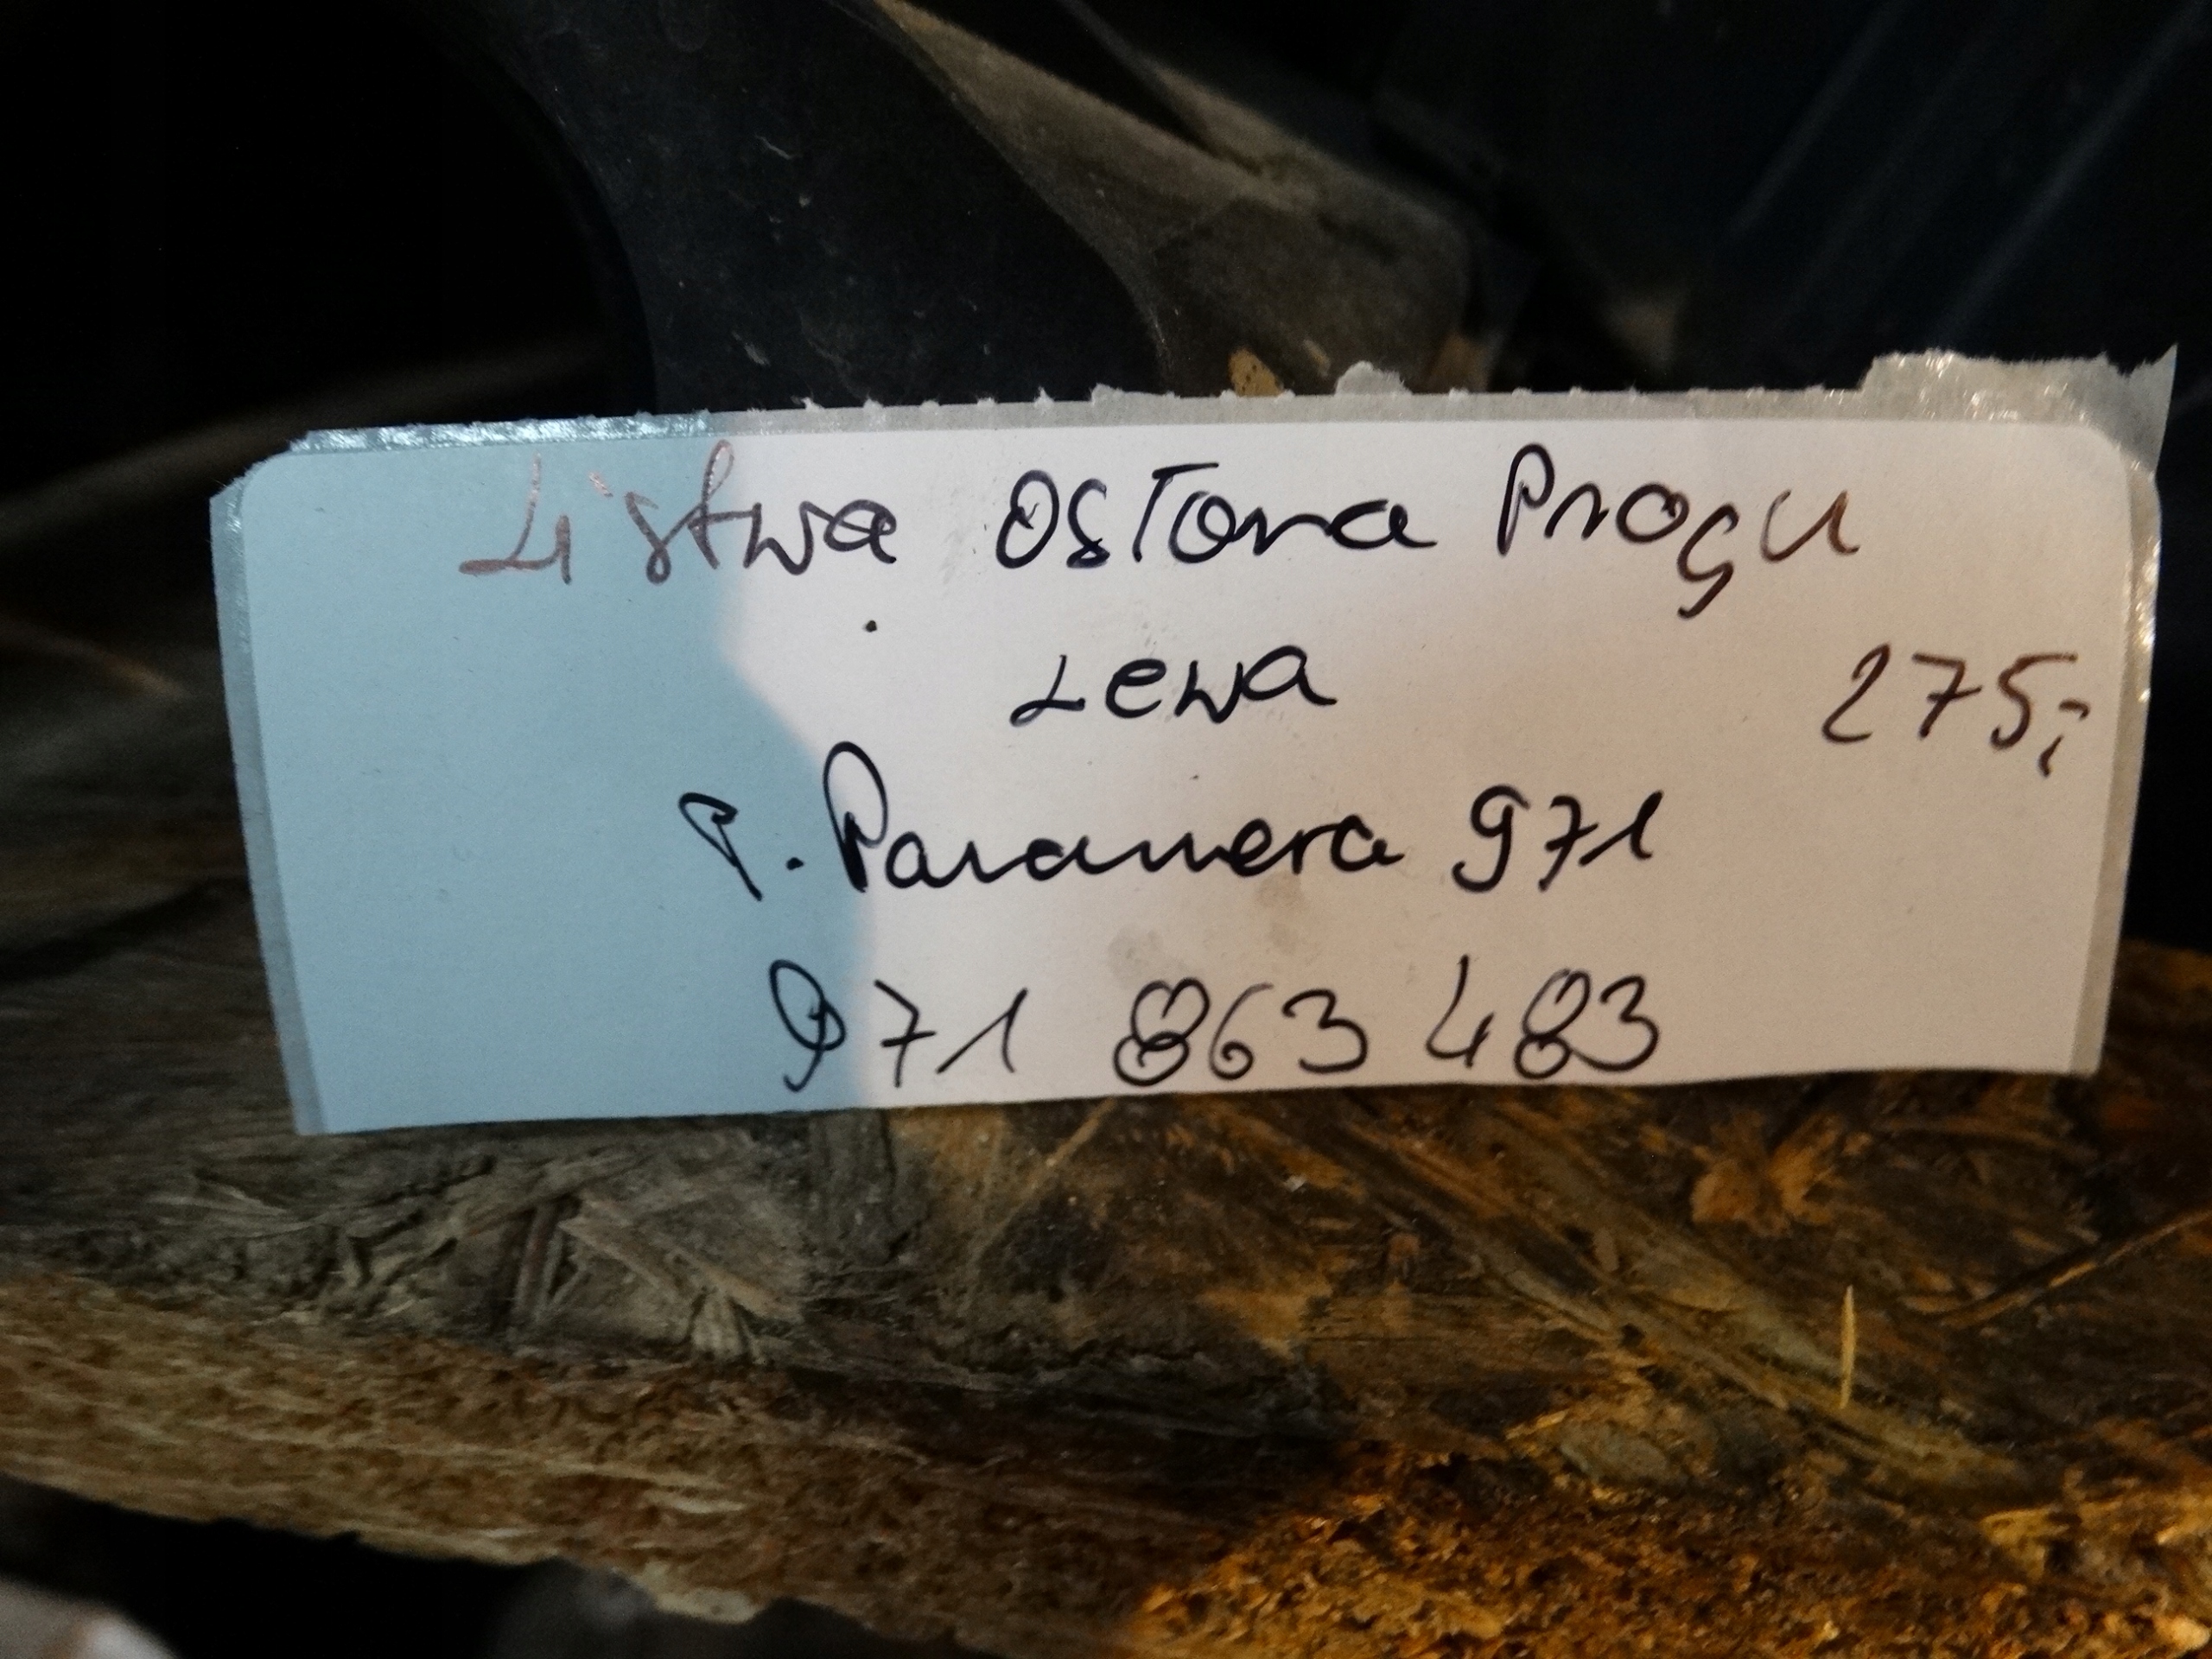 Listwa Osłona Progu
Lewa
275,-
P. Panamera 971
971 863 483